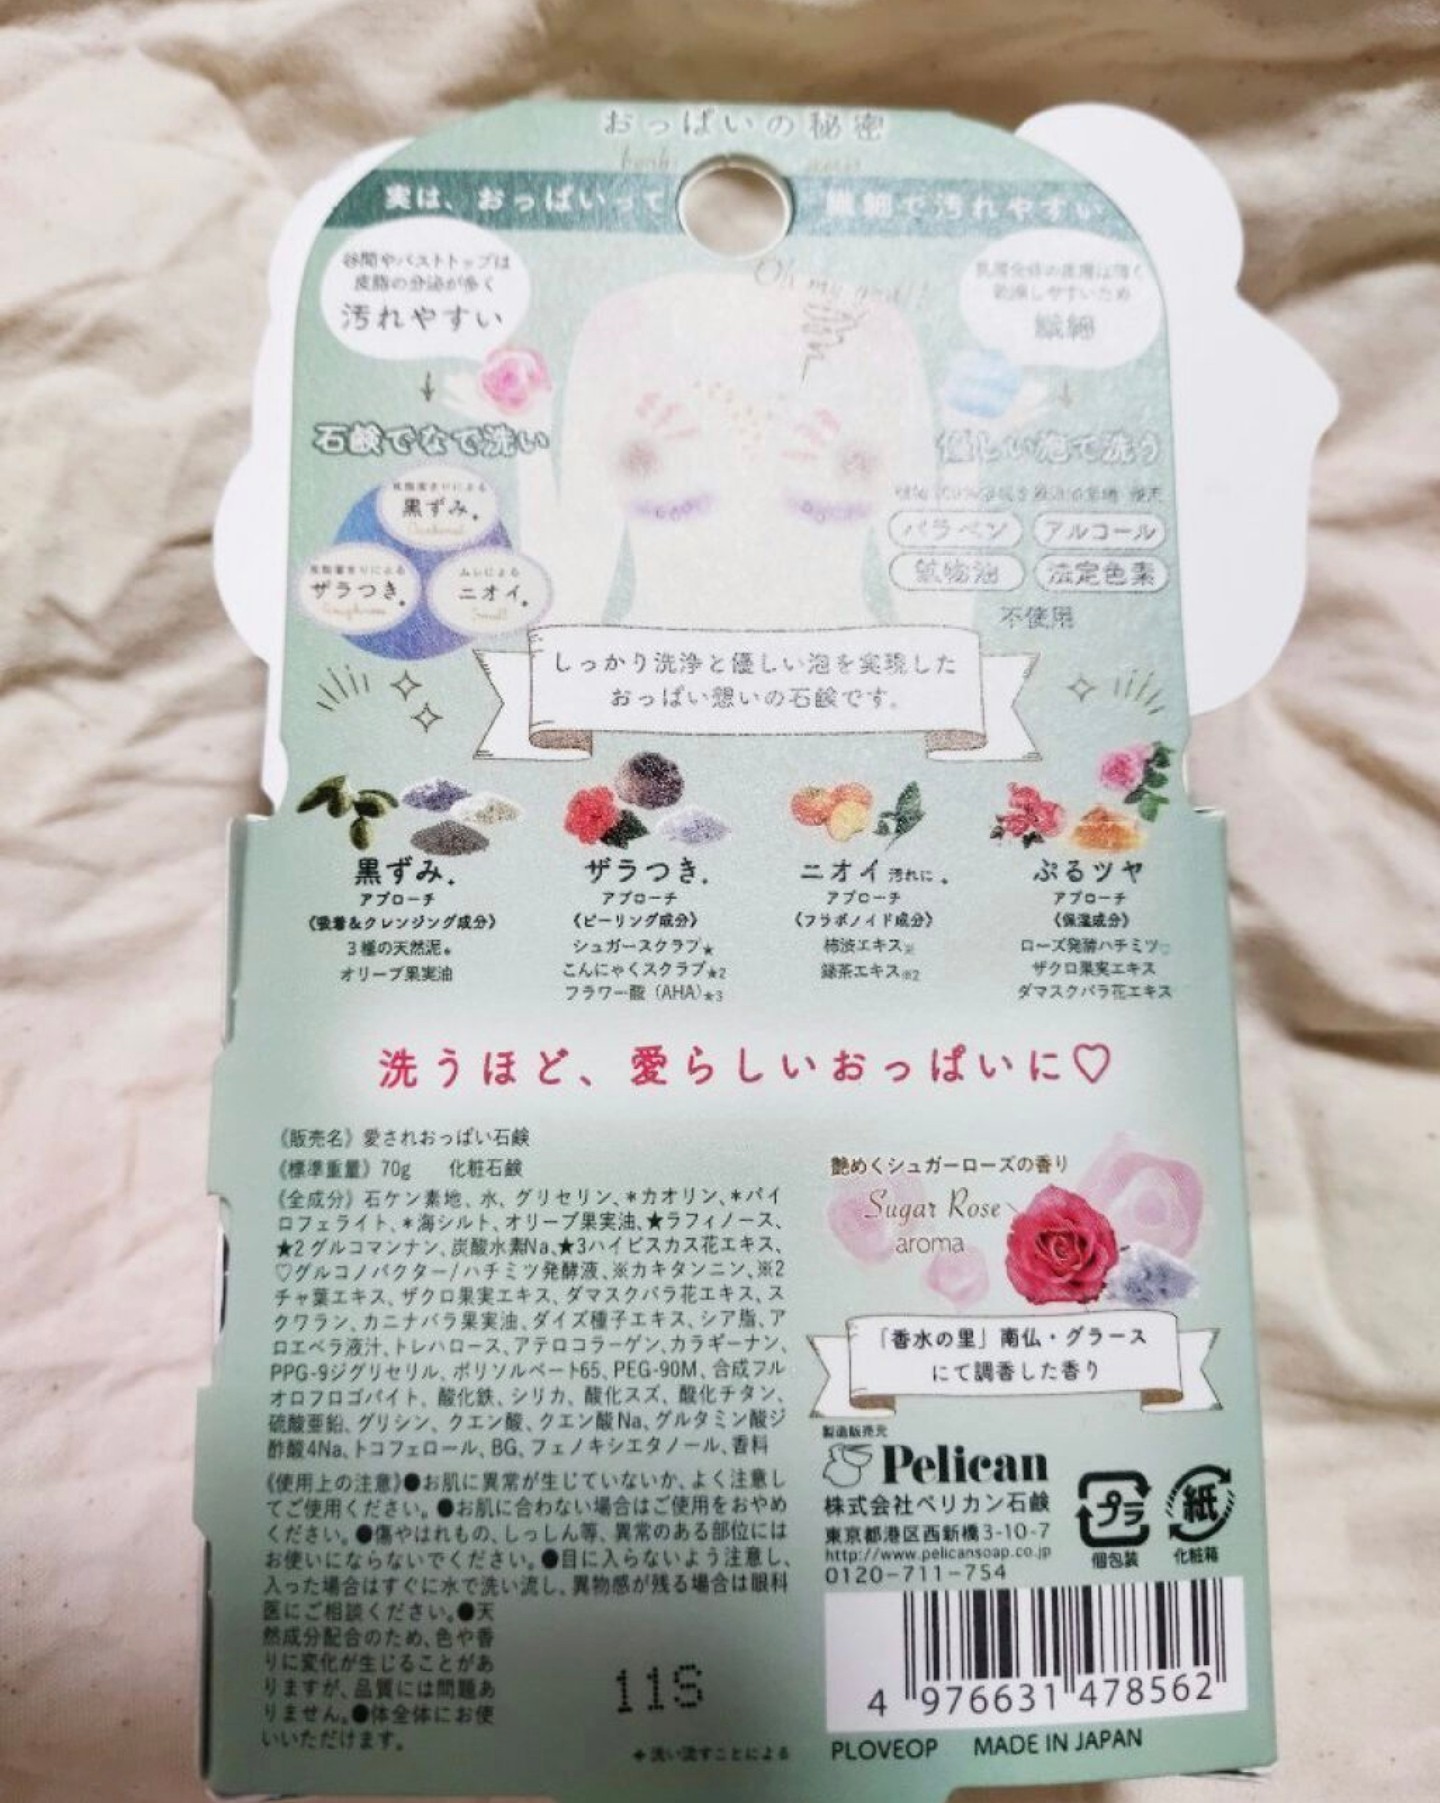 おっぱいの秘密
実は、おっぱいって
繊細で汚れやすい
谷間やバストトップは
皮脂の分泌が多く
汚れやすい
乾燥しやすいため
繊細
Oh my god!!
石鹸でなで洗い
優しい泡で洗う
黒ずみ
ザラつき
ニオイ
パラベン
アルコール
鉱物油
法定色素
不使用
しっかり洗浄と優しい泡を実現した
おっぱい想いの石鹸です。
黒ずみ
アプローチ
《吸着&クレンジング成分》
3種の天然泥*
オリーブ果実油
ザラつき
アプローチ
《ピーリング成分》
シュガースクラブ★
こんにゃくスクラブ★2
フラワー酸（AHA）★3
ニオイ汚れに
アプローチ
《フラボノイド成分》
柿渋エキス※
緑茶エキス※2
ぷるツヤ
アプローチ
《保湿成分》
ローズ発酵ハチミツ♡
ザクロ果実エキス
ダマスクバラ花エキス
洗うほど、愛らしいおっぱいに♡
《販売名》愛されおっぱい石鹸
《標準重量》70g 化粧石鹸
《全成分》石ケン素地、水、グリセリン、*カオリン、*パイ
ロフェライト、*海シルト、オリーブ果実油、★ラフィノース、
★2グルコマンナン、炭酸水素Na、★3ハイビスカス花エキス、
♡グルコノバクター/ハチミツ発酵液、※カキタンニン、※2
チャ葉エキス、ザクロ果実エキス、ダマスクバラ花エキス、ス
クワラン、カニナバラ果実油、ダイズ種子エキス、シア脂、ア
ロエベラ液汁、トレハロース、アテロコラーゲン、カラギーナン、
PPG-9ジグリセリル、ポリソルベート65、PEG-90M、合成フル
オロフロゴパイト、酸化鉄、シリカ、酸化スズ、酸化チタン、
硫酸亜鉛、グリシン、クエン酸、クエン酸Na、グルタミン酸ジ
酢酸4Na、トコフェロール、BG、フェノキシエタノール、香料
《使用上の注意》●お肌に異常が生じていないか、よく注意し
てご使用ください。●お肌に合わない場合はご使用をおやめ
ください。●傷やはれもの、しっしん等、異常のある部位には
お使いにならないでください。●目に入らないよう注意し、
入った場合はすぐに水で洗い流し、異物感が残る場合は眼科
医にご相談ください。●天
然成分配合のため、色や香
りに変化が生じることがあ
りますが、品質には問題あ
りません。●体全体にお使
いいただけます。
11S
✦洗い流すことによる
艶めくシュガーローズの香り
Sugar Rose
aroma
「香水の里」南仏・グラース
にて調香した香り
製造販売元
Pelican
株式会社ペリカン石鹸
東京都港区西新橋3-10-7
http://www.pelicansoap.co.jp
0120-711-754
プラ
個包装
紙
化粧箱
4 976631 478562
PLOVEOP MADE IN JAPAN